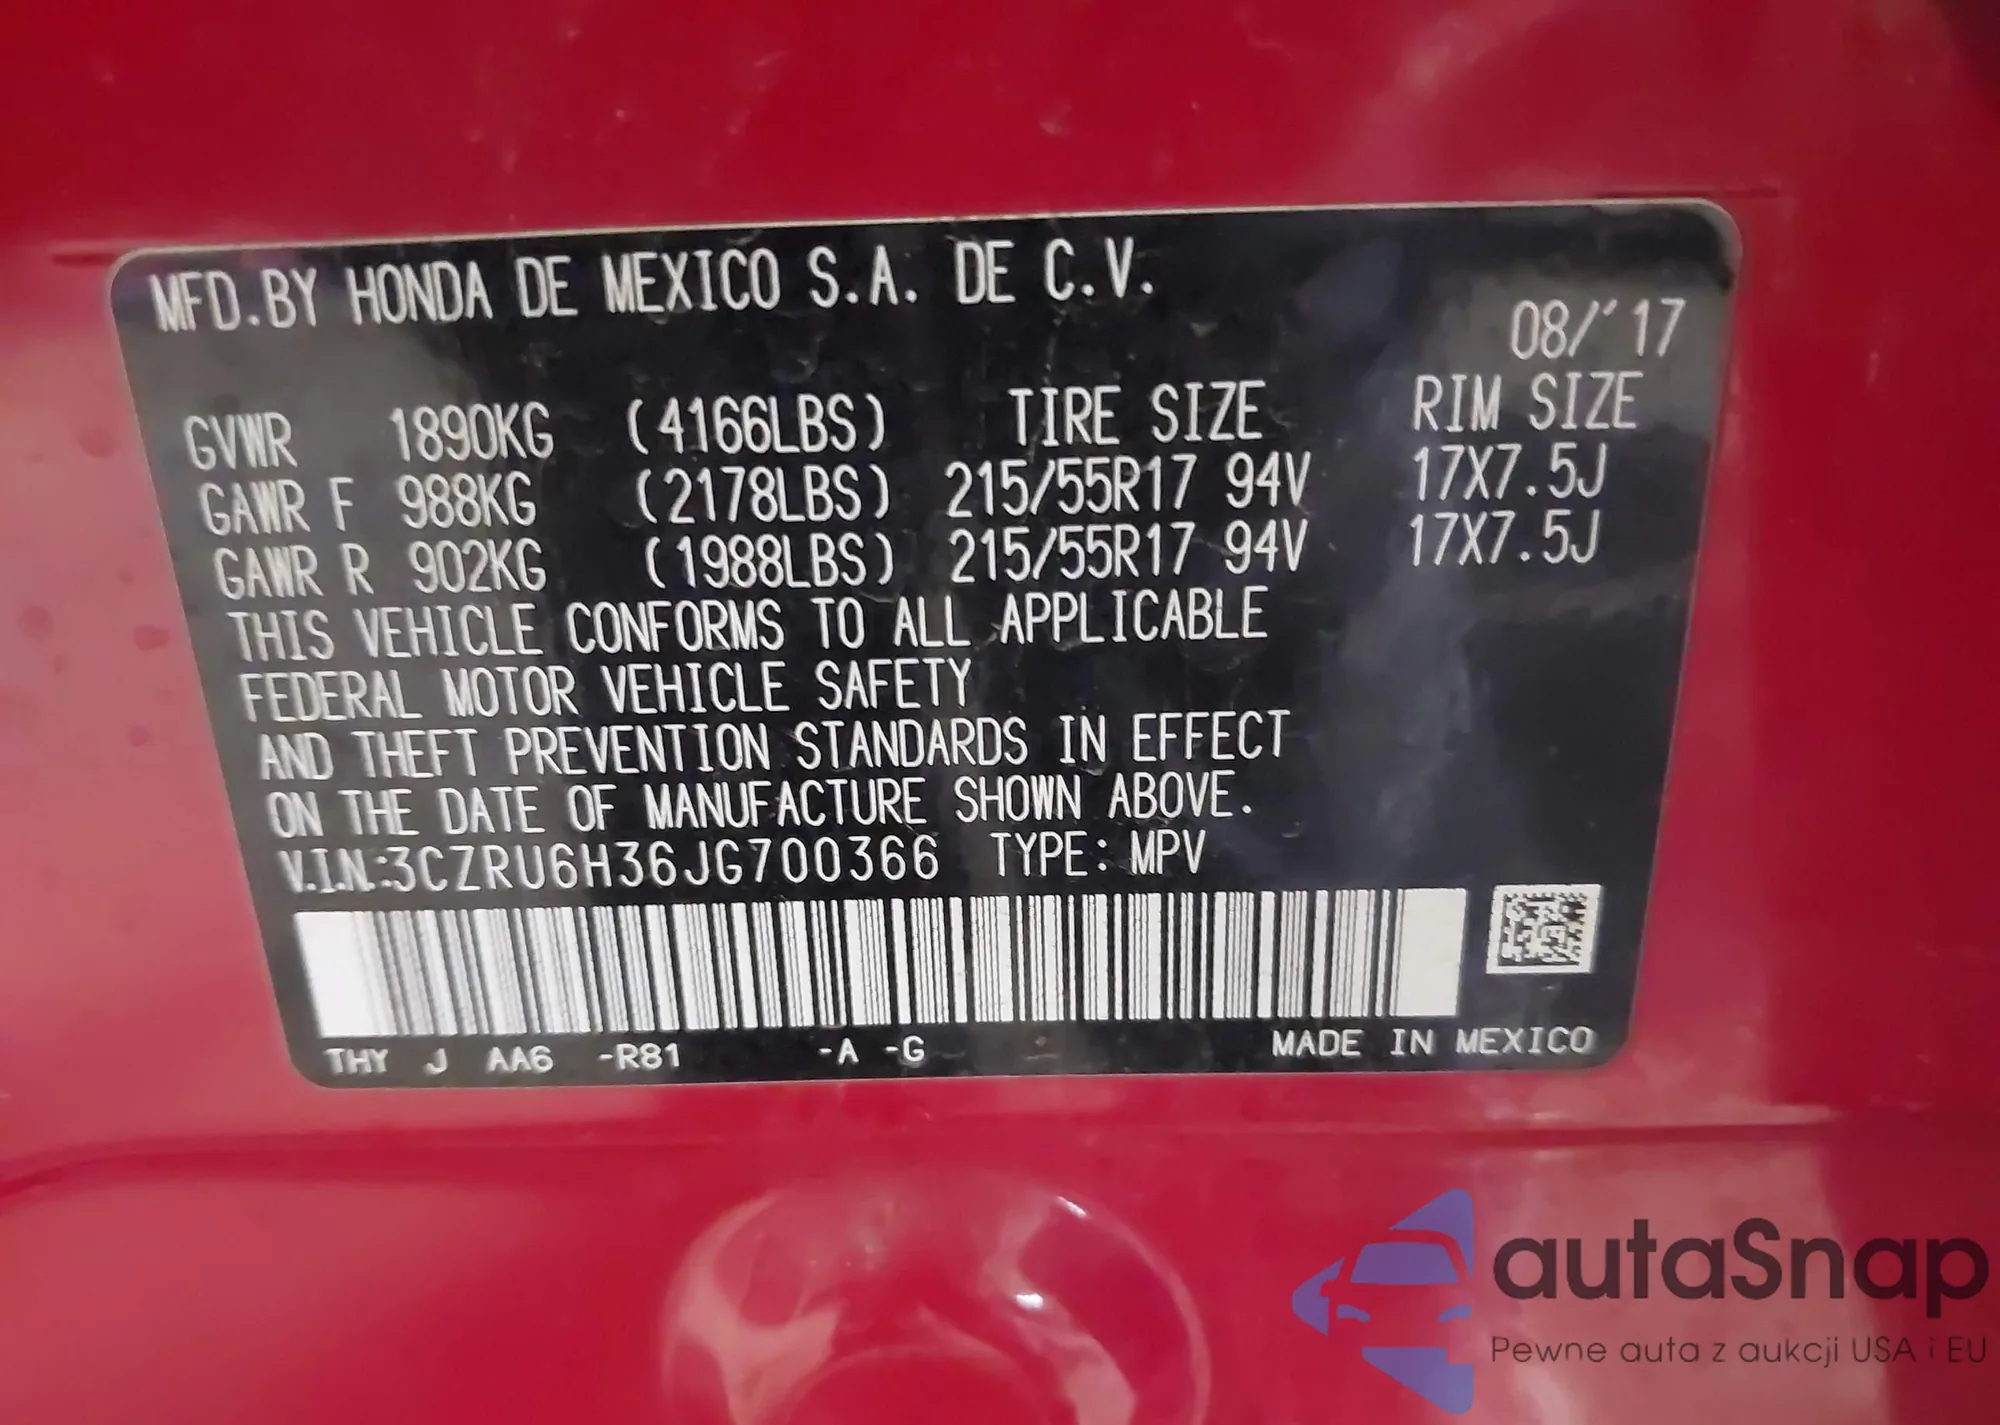 MFD.BY HONDA DE MEXICO S.A. DE C.V.
08/'17
GVWR 1890KG (4166LBS) TIRE SIZE RIM SIZE
GAWR F 988KG (2178LBS) 215/55R17 94V 17X7.5J
GAWR R 902KG (1988LBS) 215/55R17 94V 17X7.5J
THIS VEHICLE CONFORMS TO ALL APPLICABLE
FEDERAL MOTOR VEHICLE SAFETY
AND THEFT PREVENTION STANDARDS IN EFFECT
ON THE DATE OF MANUFACTURE SHOWN ABOVE.
V.I.N.:3CZRU6H36JG700366 TYPE: MPV
THY J AA6 -R81 -A -G MADE IN MEXICO
autaSnap
Pewne auta z aukcji USA i EU